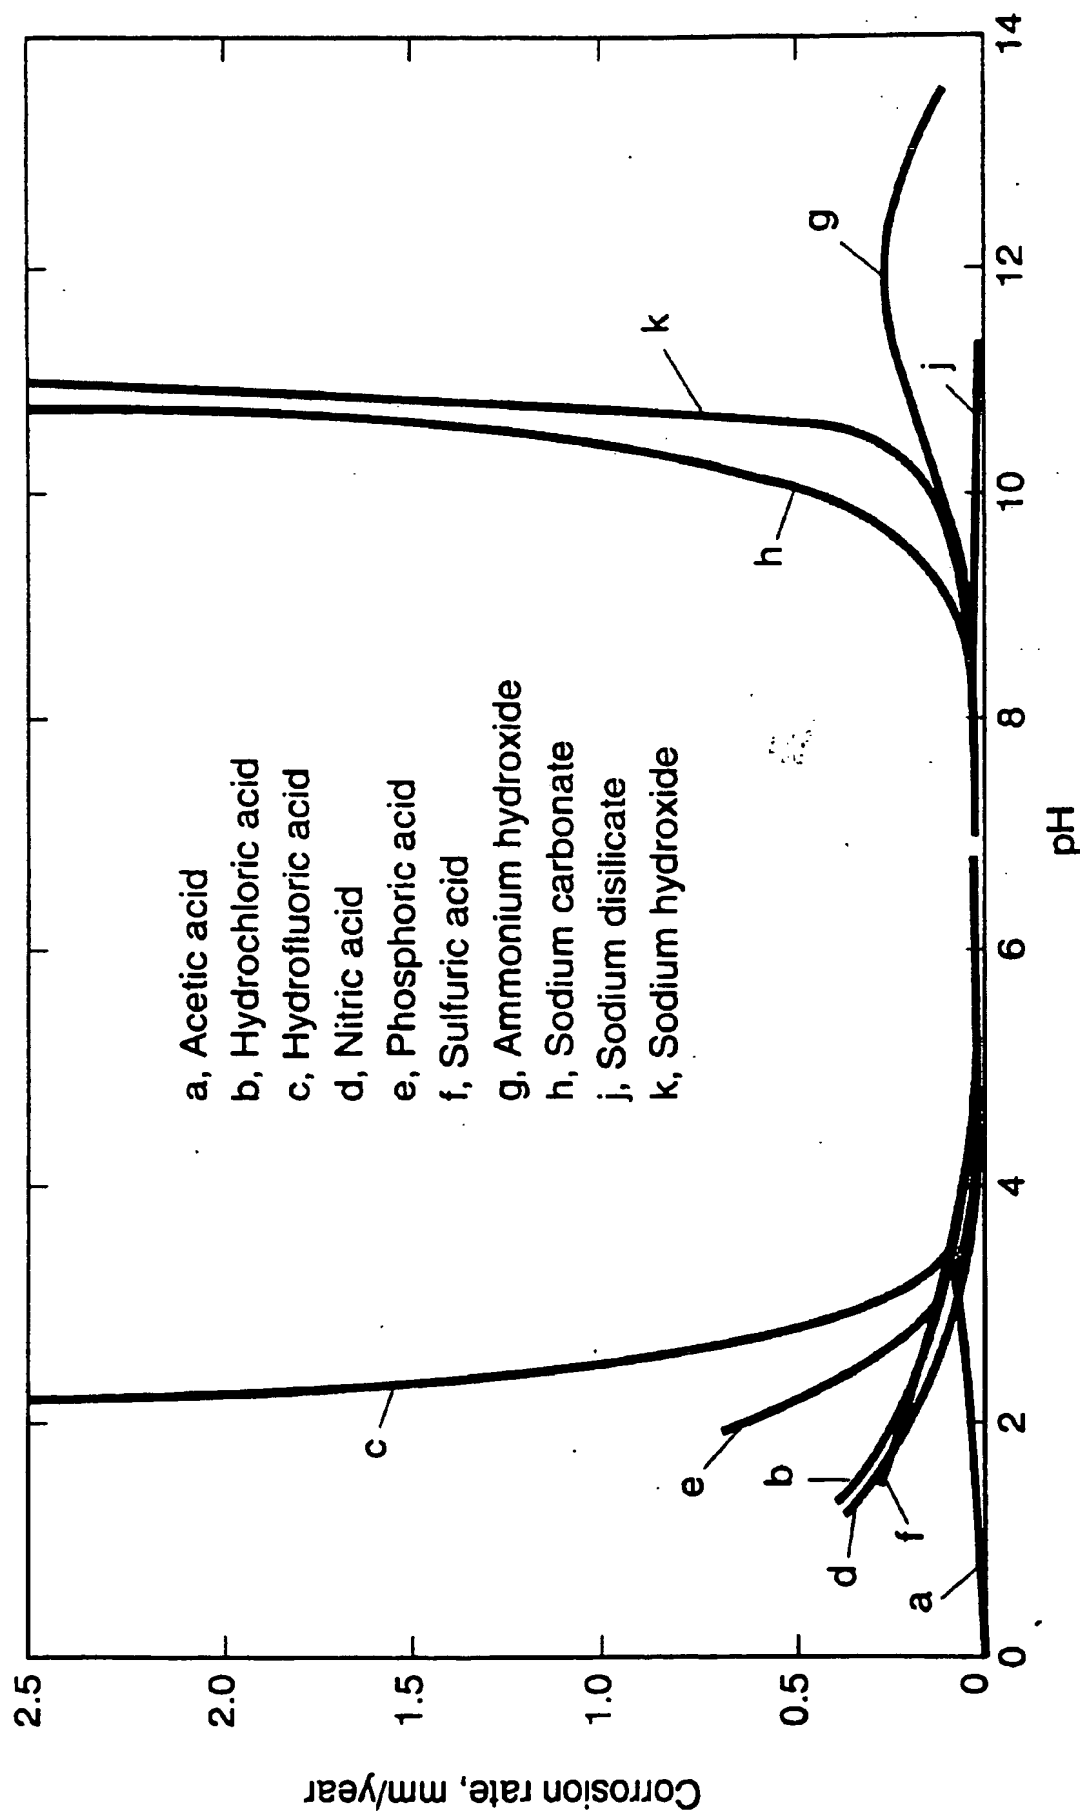 Corrosion rate, mm/year
2.5
2.0
1.5
1.0
0.5
0
a, Acetic acid
b, Hydrochloric acid
c, Hydrofluoric acid
d, Nitric acid
e, Phosphoric acid
f, Sulfuric acid
g, Ammonium hydroxide
h, Sodium carbonate
j, Sodium disilicate
k, Sodium hydroxide
c
e
b
d
f
a
h
k
g
j
0
2
4
6
8
10
12
14
pH